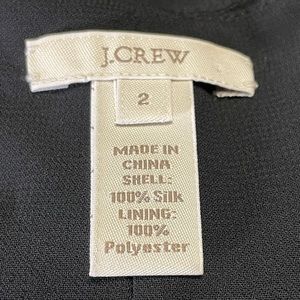 J.CREW
2
MADE IN
CHINA
SHELL:
100% Silk
LINING:
100%
Polyester